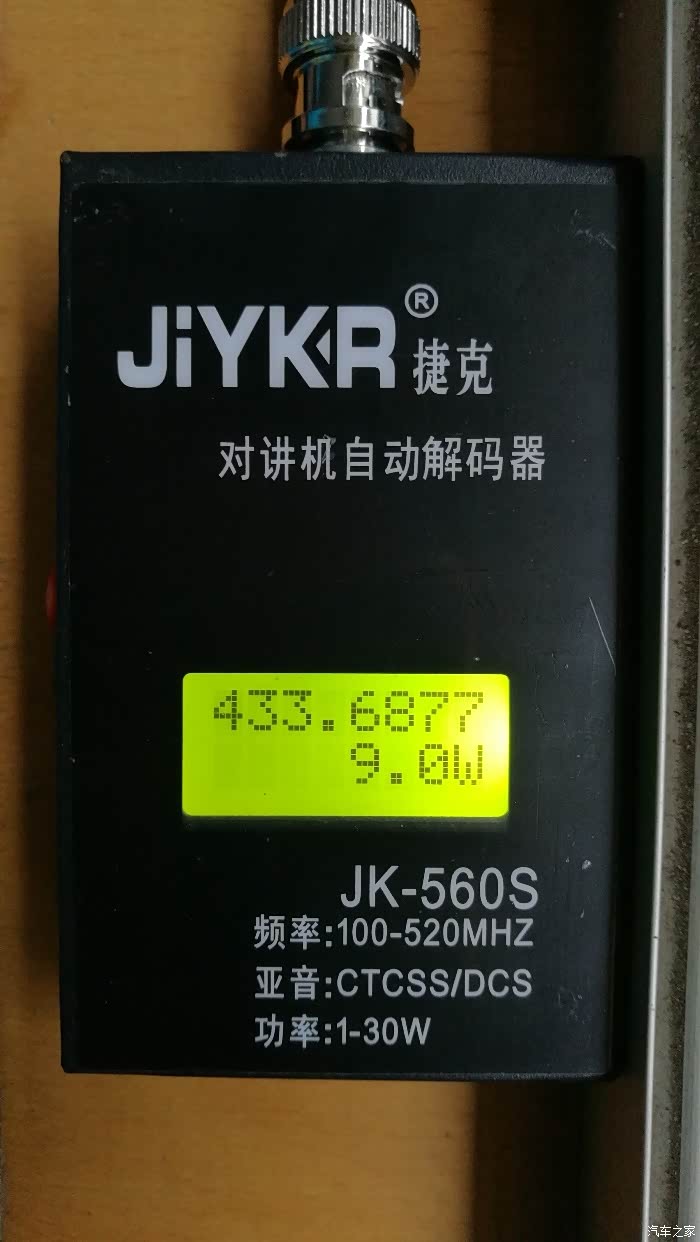 JiYKR® 捷克
对讲机自动解码器
433.6877
9.0W
JK-560S
频率:100-520MHZ
亚音:CTCSS/DCS
功率:1-30W
汽车之家